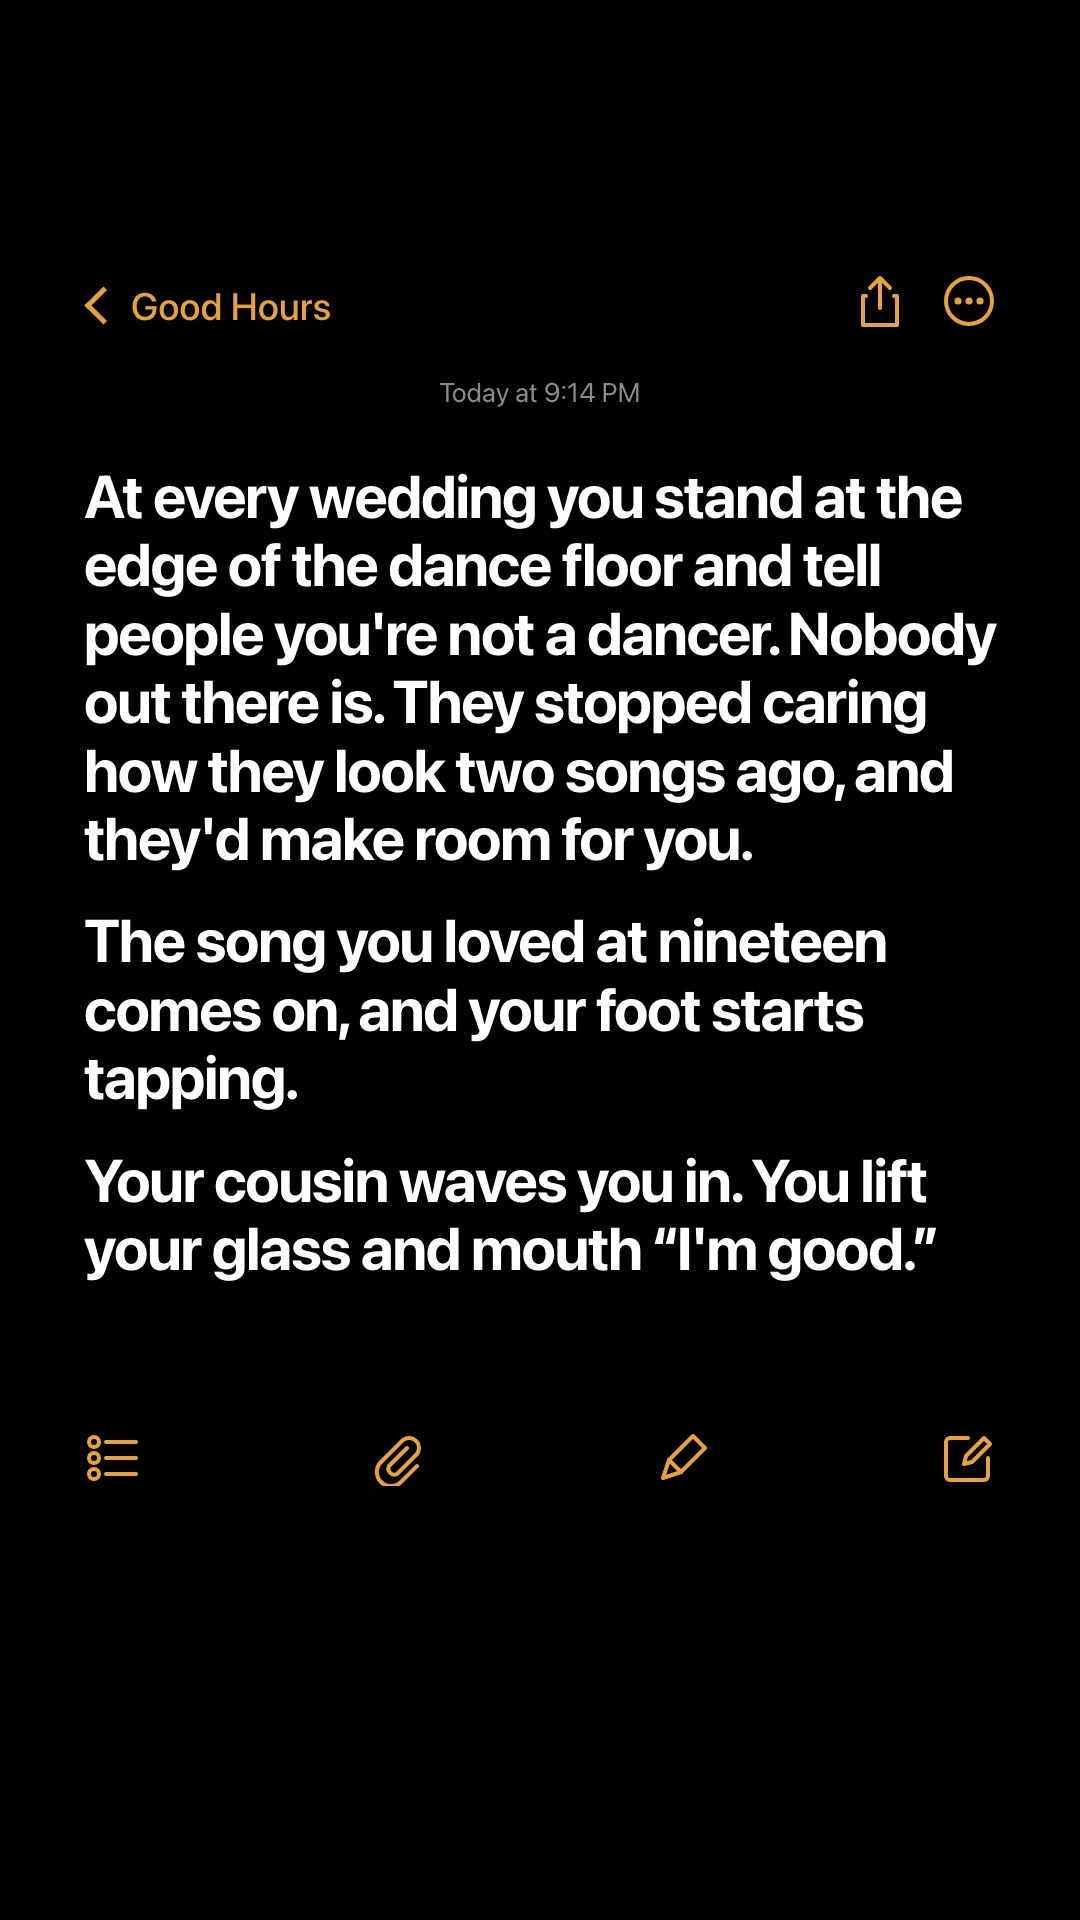 Good Hours
Today at 9:14 PM
At every wedding you stand at the
edge of the dance floor and tell
people you're not a dancer. Nobody
out there is. They stopped caring
how they look two songs ago, and
they'd make room for you.
The song you loved at nineteen
comes on, and your foot starts
tapping.
Your cousin waves you in. You lift
your glass and mouth “I'm good.”